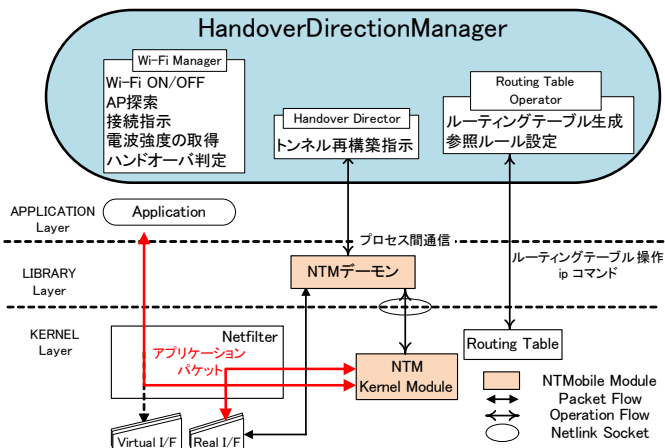 HandoverDirectionManager
Wi-Fi Manager
Wi-Fi ON/OFF
AP探索
接続指示
電波強度の取得
ハンドオーバ判定
Handover Director
トンネル再構築指示
Routing Table
Operator
ルーティングテーブル生成
参照ルール設定
APPLICATION
Layer
Application
プロセス間通信
LIBRARY
Layer
NTMデーモン
ルーティングテーブル操作
ip コマンド
KERNEL
Layer
Netfilter
アプリケーション
パケット
NTM
Kernel Module
Routing Table
Virtual I/F
Real I/F
NTMobile Module
Packet Flow
Operation Flow
Netlink Socket